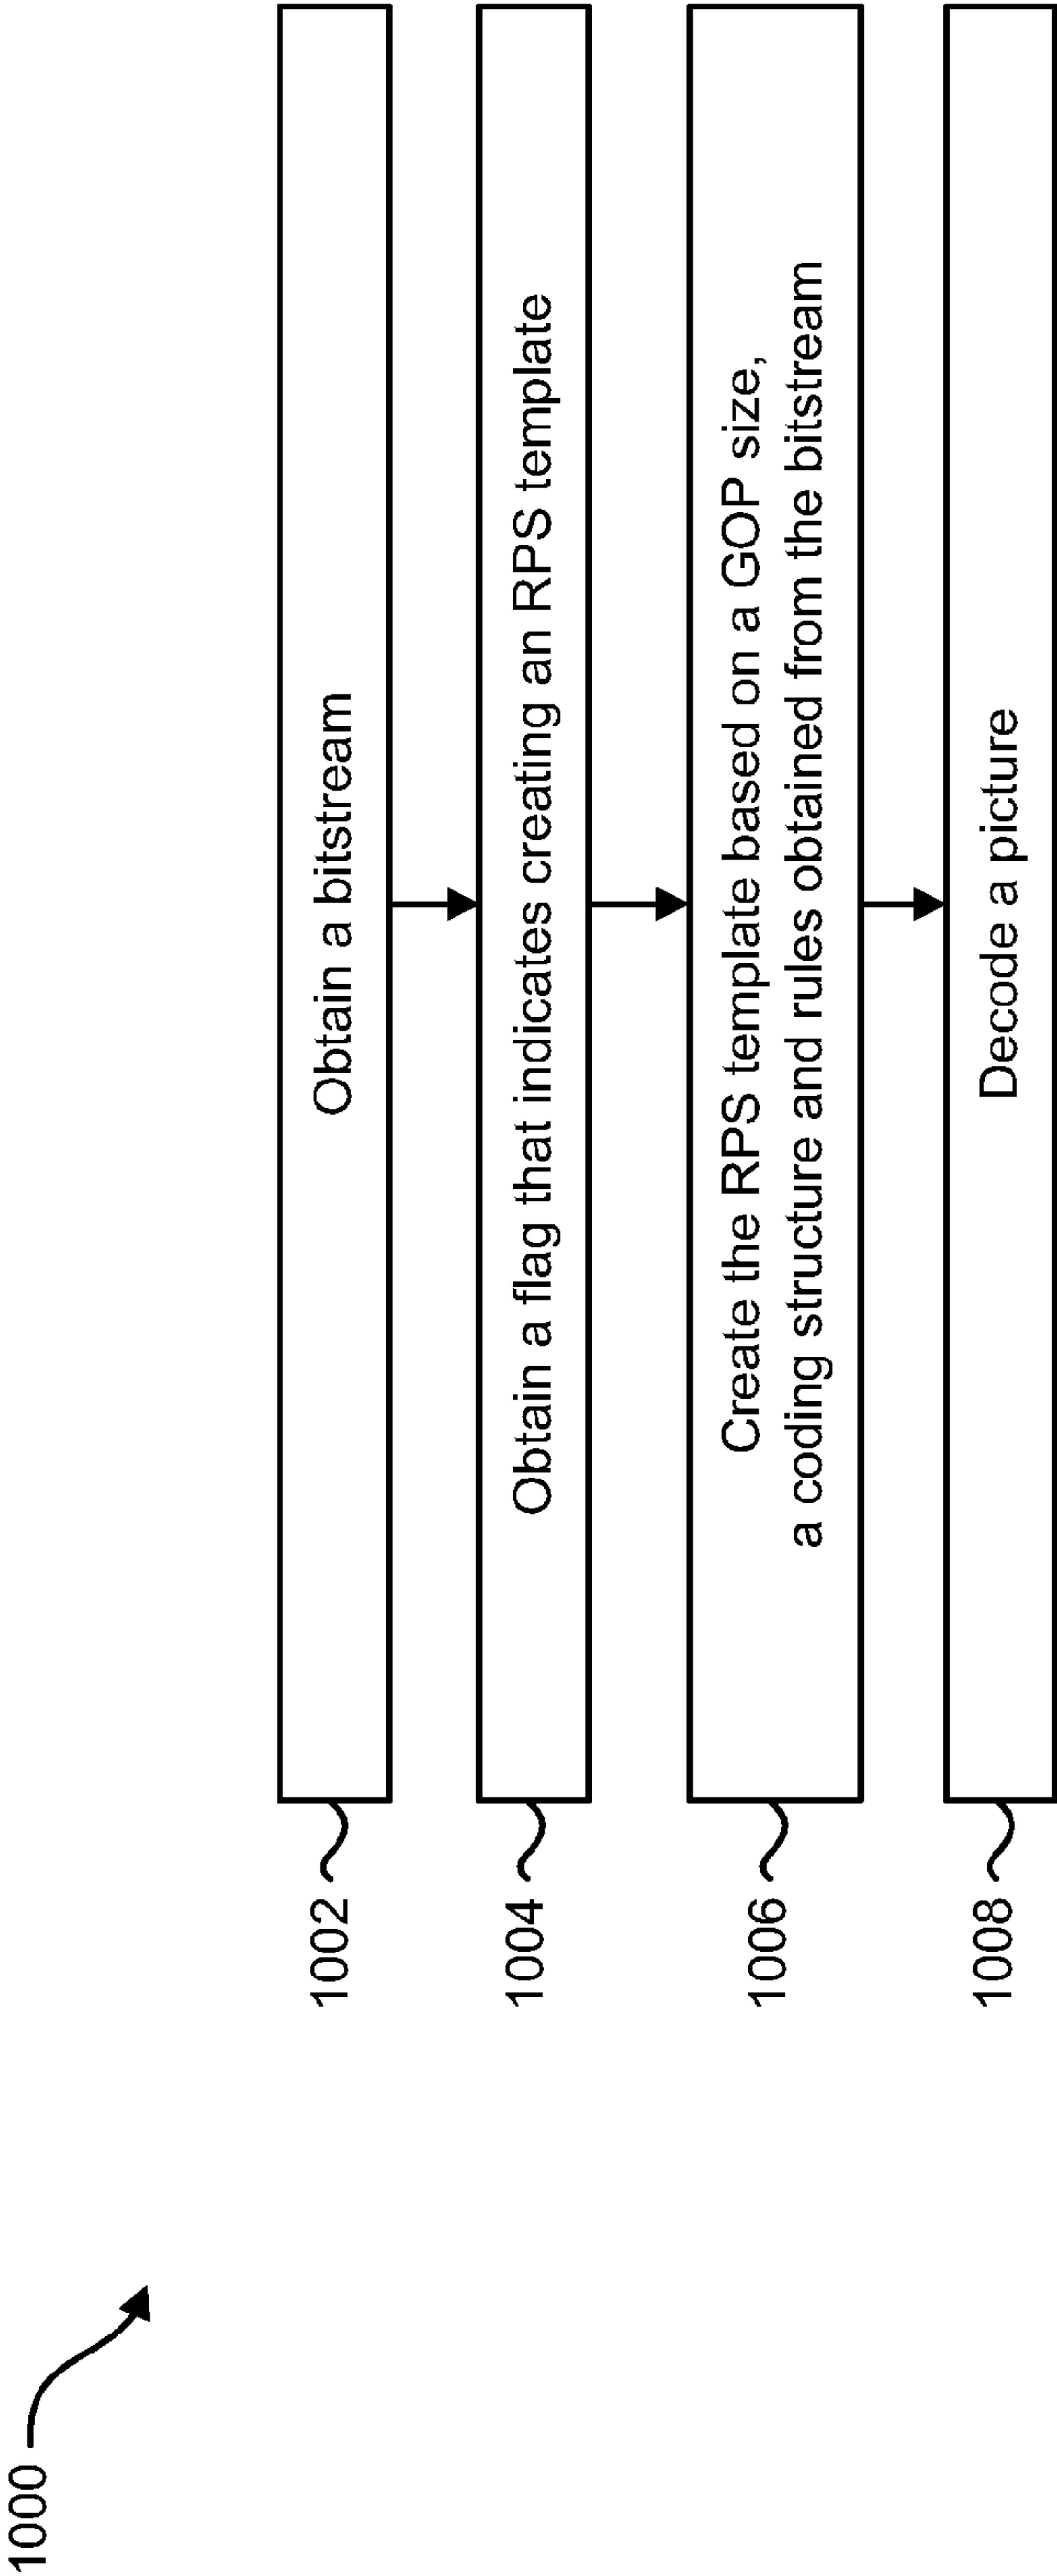 1000
1002
Obtain a bitstream
1004
Obtain a flag that indicates creating an RPS template
1006
Create the RPS template based on a GOP size,
a coding structure and rules obtained from the bitstream
1008
Decode a picture